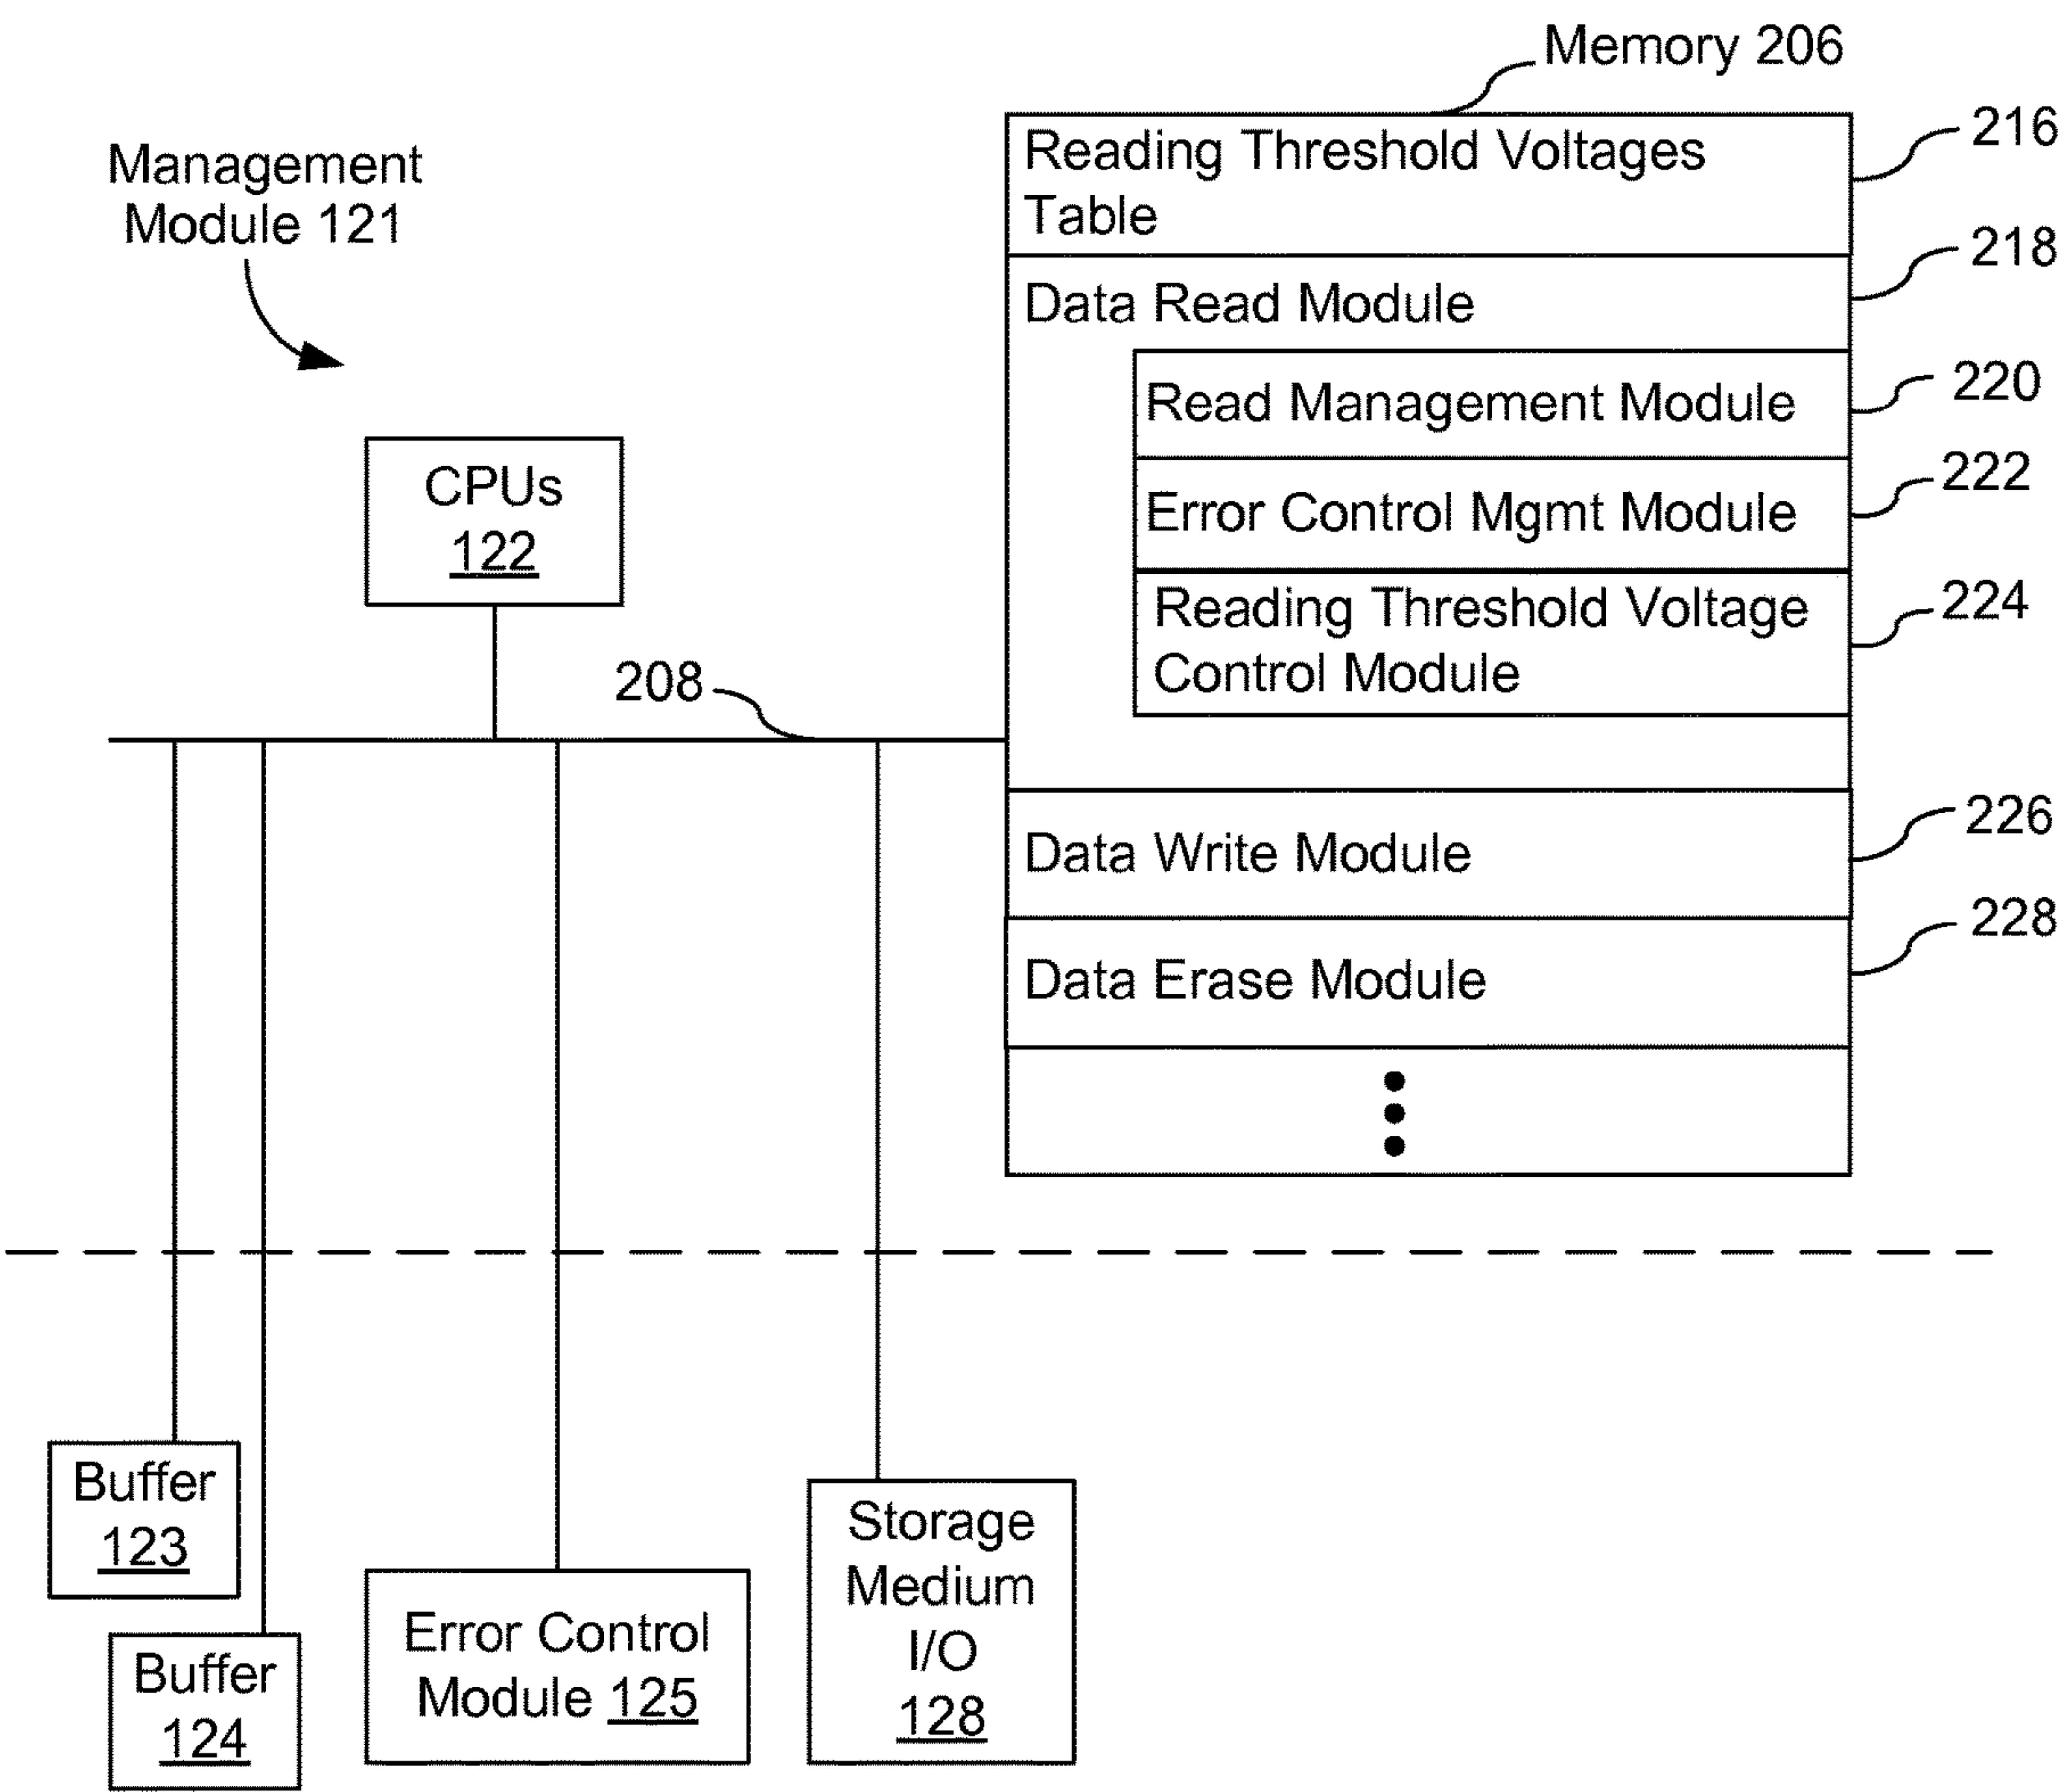 Memory 206
Management
Module 121
Reading Threshold Voltages
Table
216
Data Read Module
218
Read Management Module
220
Error Control Mgmt Module
222
Reading Threshold Voltage
Control Module
224
CPUs
122
208
Data Write Module
226
Data Erase Module
228
Buffer
123
Buffer
124
Error Control
Module 125
Storage
Medium
I/O
128